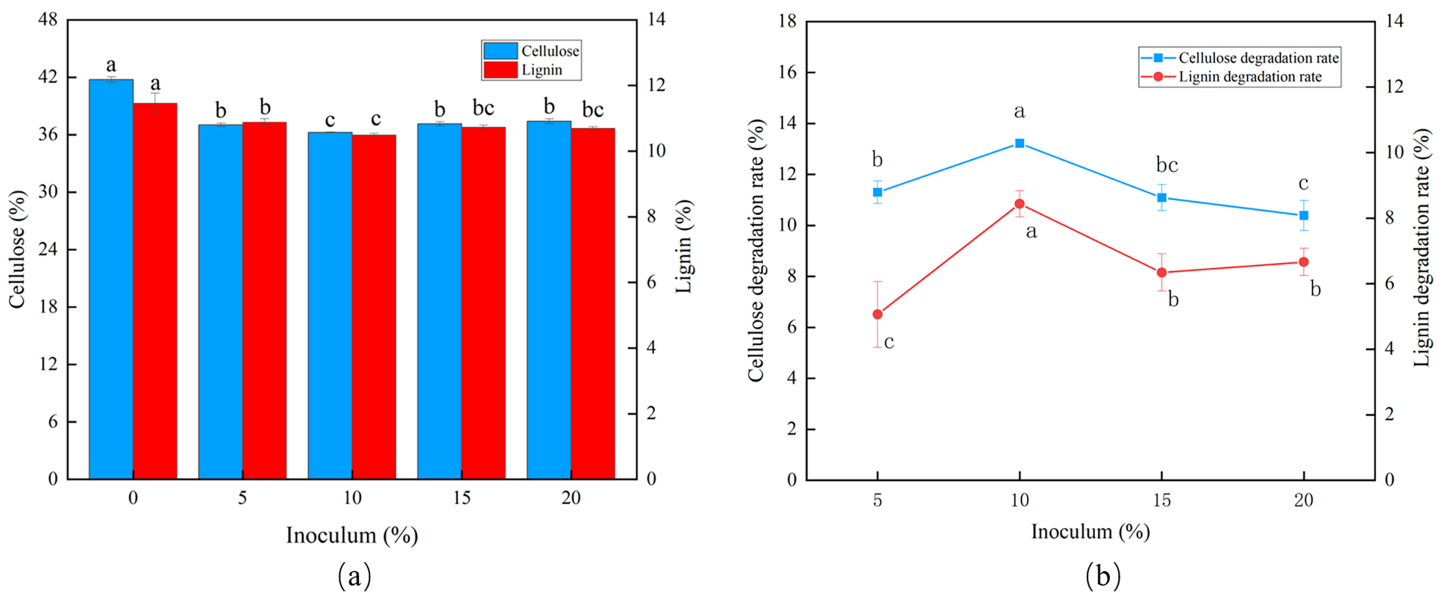 48
42
36
30
24
18
12
6
0
Cellulose (%)
14
12
10
8
6
4
2
0
Lignin (%)
Cellulose
Lignin
a a b b c c b bc b bc
0 5 10 15 20
Inoculum (%)
(a)
18
16
14
12
10
8
6
4
2
0
Cellulose degradation rate (%)
14
12
10
8
6
4
2
0
Lignin degradation rate (%)
Cellulose degradation rate
Lignin degradation rate
b a bc c
c a b b
5 10 15 20
Inoculum (%)
(b)